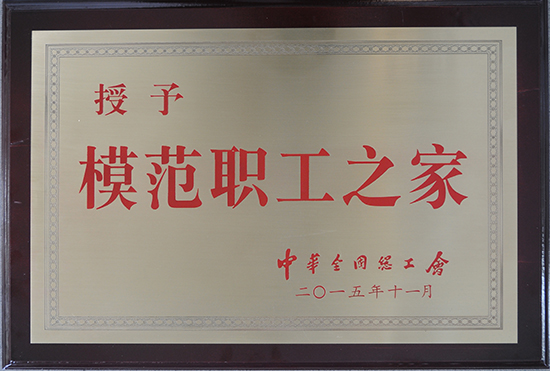 授予
模范职工之家
中华全国总工會
二〇一五年十一月